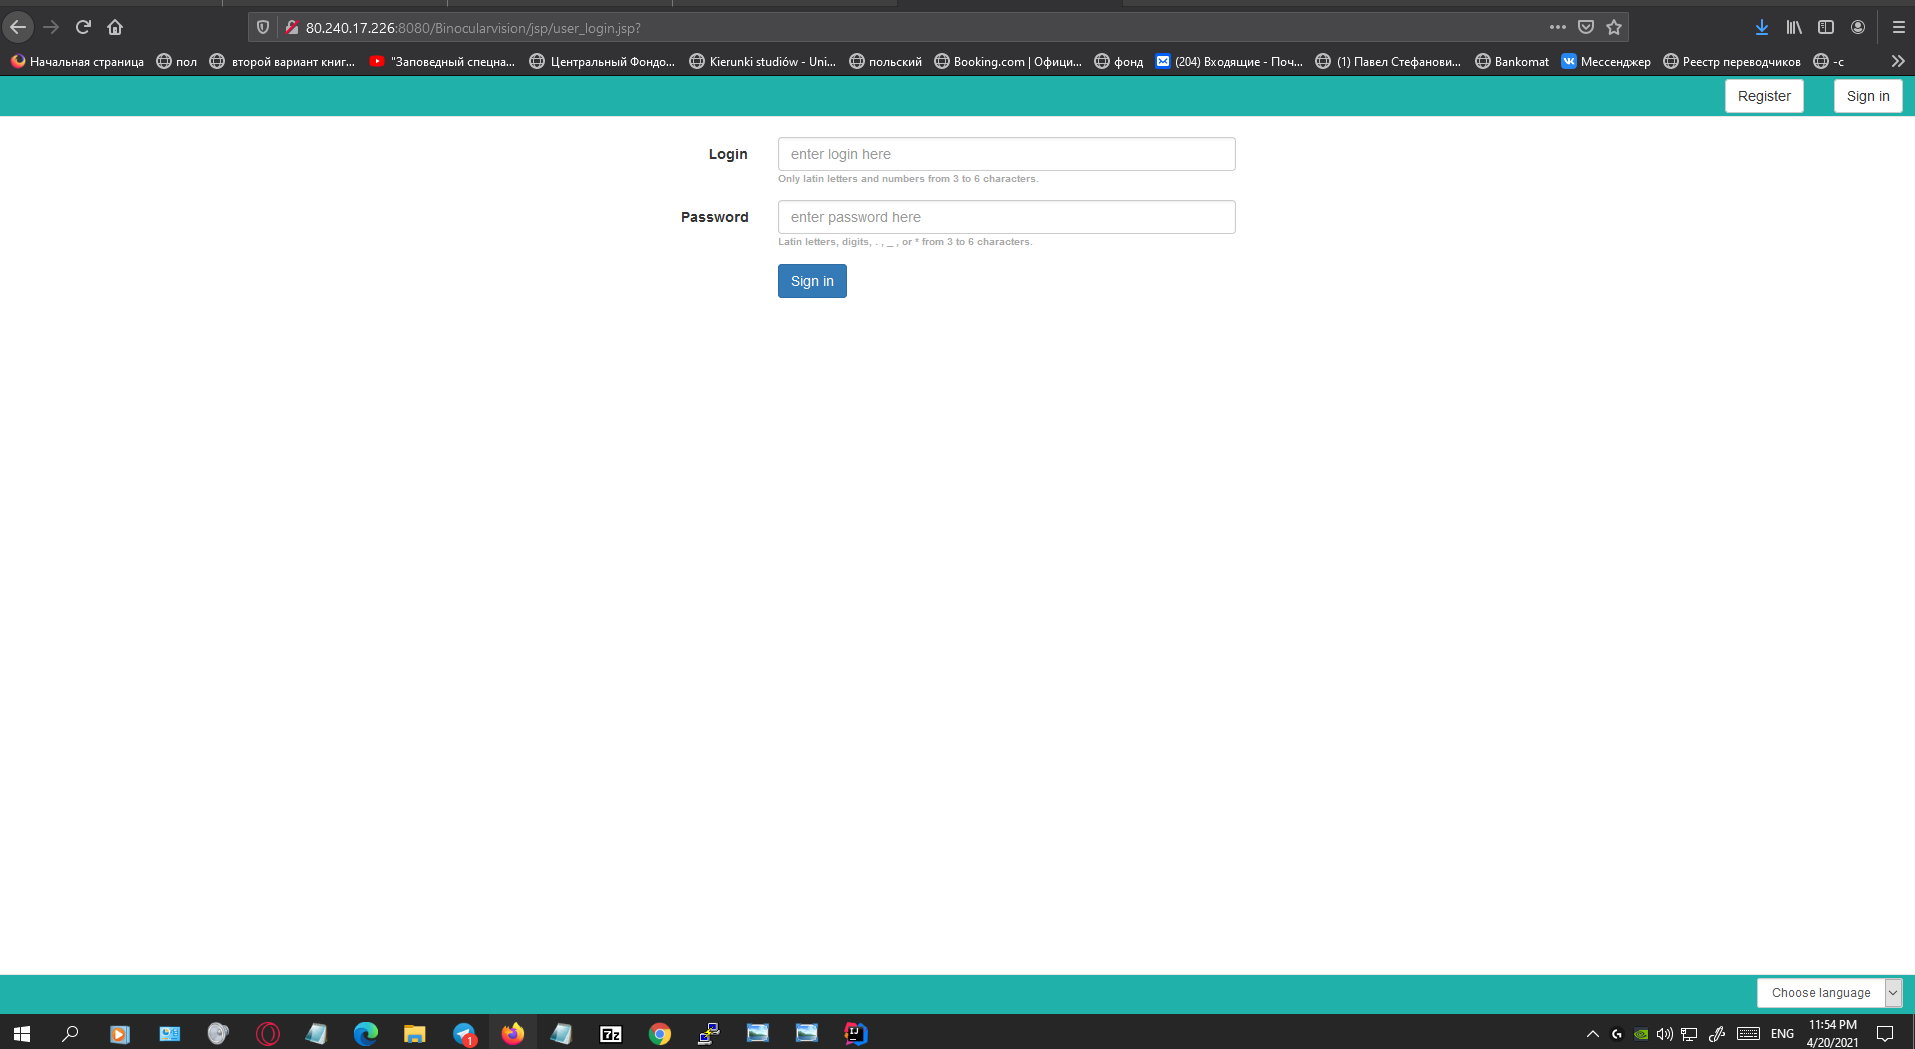 80.240.17.226:8080/Binocularvision/jsp/user_login.jsp?
Начальная страница пол второй вариант книг... "Заповедный спецна... Центральный Фондо... Kierunki studiów - Uni... польский Booking.com | Офици... фонд (204) Входящие - Поч... (1) Павел Стефанови... Bankomat Мессенджер Реестр переводчиков -с
Register Sign in
Login enter login here
Only latin letters and numbers from 3 to 6 characters.
Password enter password here
Latin letters, digits, . , _ , or * from 3 to 6 characters.
Sign in
Choose language
1 7z IJ ENG 11:54 PM
4/20/2021